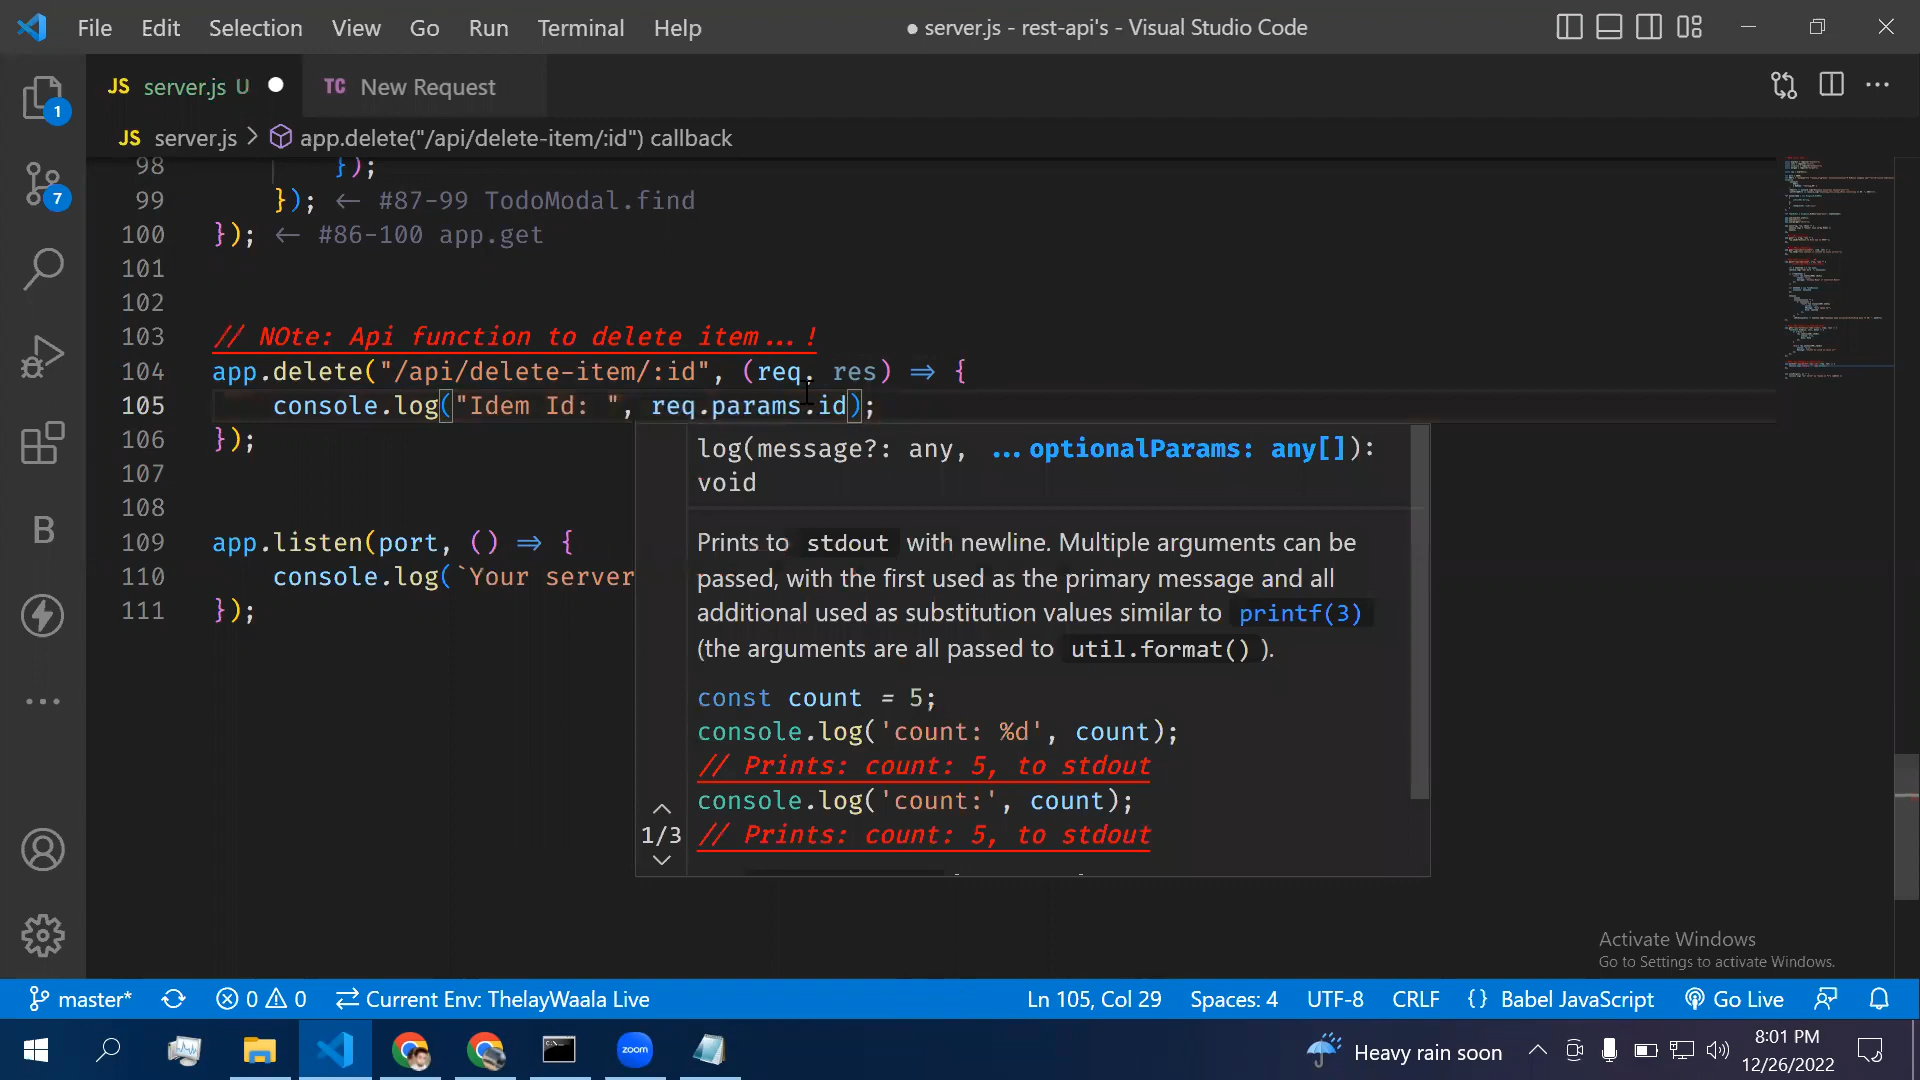 File Edit Selection View Go Run Terminal Help
● server.js - rest-api's - Visual Studio Code
JS server.js U ●
TC New Request
JS server.js > app.delete("/api/delete-item/:id") callback
98 });
99 }); ← #87-99 TodoModal.find
100 }); ← #86-100 app.get
101
102
103 // NOte: Api function to delete item...!
104 app.delete("/api/delete-item/:id", (req, res) => {
105 console.log("Idem Id: ", req.params.id);
106 });
107
108
109 app.listen(port, () => {
110 console.log(`Your server
111 });
log(message?: any, ...optionalParams: any[]):
void
Prints to stdout with newline. Multiple arguments can be
passed, with the first used as the primary message and all
additional used as substitution values similar to printf(3)
(the arguments are all passed to util.format() ).
const count = 5;
console.log('count: %d', count);
// Prints: count: 5, to stdout
console.log('count:', count);
// Prints: count: 5, to stdout
1/3
1
7
B
Activate Windows
Go to Settings to activate Windows.
master* 0 0 Current Env: ThelayWaala Live
Ln 105, Col 29 Spaces: 4 UTF-8 CRLF {} Babel JavaScript Go Live
zoom
Heavy rain soon
8:01 PM
12/26/2022